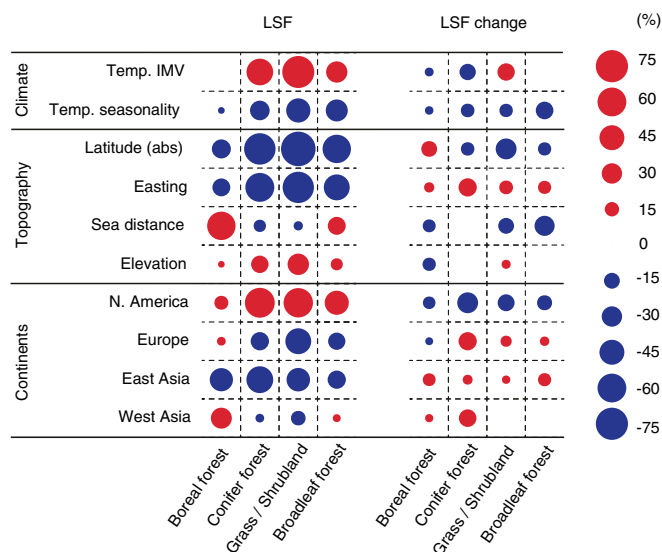 LSF LSF change (%)
Climate
Temp. IMV
Temp. seasonality
Topography
Latitude (abs)
Easting
Sea distance
Elevation
Continents
N. America
Europe
East Asia
West Asia
Boreal forest
Conifer forest
Grass / Shrubland
Broadleaf forest
Boreal forest
Conifer forest
Grass / Shrubland
Broadleaf forest
75
60
45
30
15
0
-15
-30
-45
-60
-75